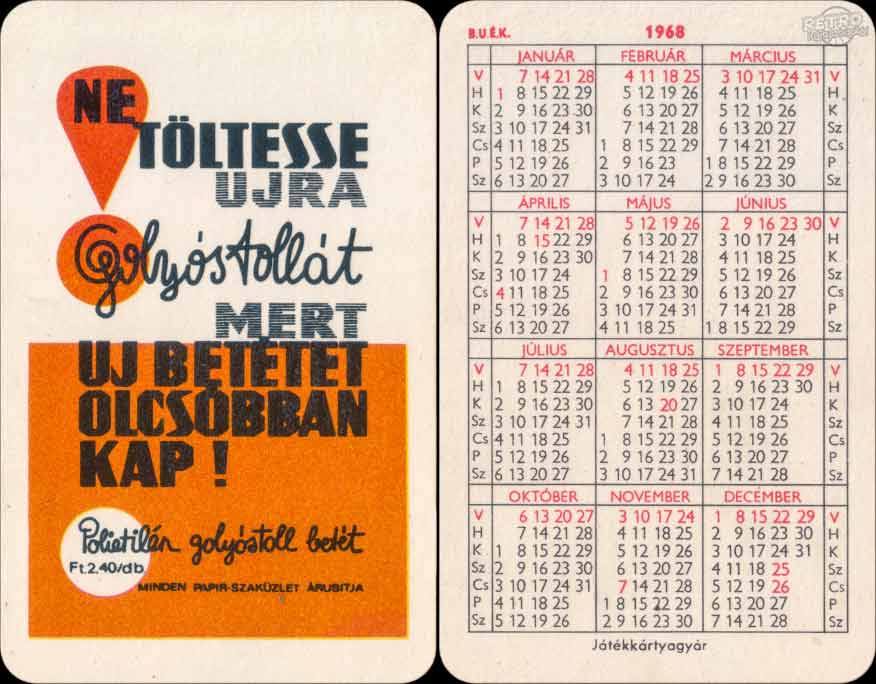 NE
TÖLTESSE
UJRA
golyóstollát
MERT
UJ BETÉTET
OLCSÓBBAN
KAP !
Polietilén golyóstoll betét
Ft.2.40/db
MINDEN PAPIR-SZAKÜZLET ÁRUSITJA
B.U.É.K. 1968
JANUÁR FEBRUÁR MÁRCIUS
V 7 14 21 28 4 11 18 25 3 10 17 24 31 V
H 1 8 15 22 29 5 12 19 26 4 11 18 25 H
K 2 9 16 23 30 6 13 20 27 5 12 19 26 K
Sz 3 10 17 24 31 7 14 21 28 6 13 20 27 Sz
Cs 4 11 18 25 1 8 15 22 29 7 14 21 28 Cs
P 5 12 19 26 2 9 16 23 1 8 15 22 29 P
Sz 6 13 20 27 3 10 17 24 2 9 16 23 30 Sz
ÁPRILIS MÁJUS JÚNIUS
V 7 14 21 28 5 12 19 26 2 9 16 23 30 V
H 1 8 15 22 29 6 13 20 27 3 10 17 24 H
K 2 9 16 23 30 7 14 21 28 4 11 18 25 K
Sz 3 10 17 24 1 8 15 22 29 5 12 19 26 Sz
Cs 4 11 18 25 2 9 16 23 30 6 13 20 27 Cs
P 5 12 19 26 3 10 17 24 31 7 14 21 28 P
Sz 6 13 20 27 4 11 18 25 1 8 15 22 29 Sz
JÚLIUS AUGUSZTUS SZEPTEMBER
V 7 14 21 28 4 11 18 25 1 8 15 22 29 V
H 1 8 15 22 29 5 12 19 26 2 9 16 23 30 H
K 2 9 16 23 30 6 13 20 27 3 10 17 24 K
Sz 3 10 17 24 31 7 14 21 28 4 11 18 25 Sz
Cs 4 11 18 25 1 8 15 22 29 5 12 19 26 Cs
P 5 12 19 26 2 9 16 23 30 6 13 20 27 P
Sz 6 13 20 27 3 10 17 24 31 7 14 21 28 Sz
OKTÓBER NOVEMBER DECEMBER
V 6 13 20 27 3 10 17 24 1 8 15 22 29 V
H 7 14 21 28 4 11 18 25 2 9 16 23 30 H
K 1 8 15 22 29 5 12 19 26 3 10 17 24 31 K
Sz 2 9 16 23 30 6 13 20 27 4 11 18 25 Sz
Cs 3 10 17 24 31 7 14 21 28 5 12 19 26 Cs
P 4 11 18 25 1 8 15 22 29 6 13 20 27 P
Sz 5 12 19 26 2 9 16 23 30 7 14 21 28 Sz
Játékkártyagyár
RETRO